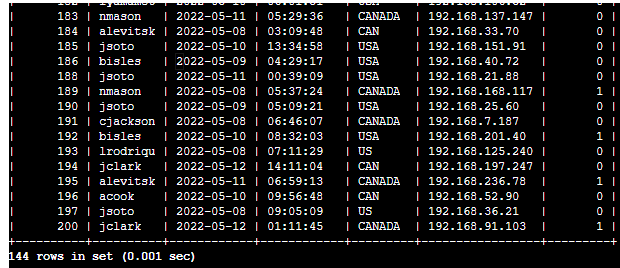 | 183 | nmason | 2022-05-11 | 05:29:36 | CANADA | 192.168.137.147 | 0 |
| 184 | alevitsk | 2022-05-08 | 03:09:48 | CAN | 192.168.33.70 | 0 |
| 185 | jsoto | 2022-05-10 | 13:34:58 | USA | 192.168.151.91 | 0 |
| 186 | bisles | 2022-05-09 | 04:29:17 | USA | 192.168.40.72 | 0 |
| 188 | jsoto | 2022-05-11 | 00:39:09 | USA | 192.168.21.88 | 0 |
| 189 | nmason | 2022-05-08 | 05:37:24 | CANADA | 192.168.168.117 | 1 |
| 190 | jsoto | 2022-05-09 | 05:09:21 | USA | 192.168.25.60 | 0 |
| 191 | cjackson | 2022-05-08 | 06:46:07 | CANADA | 192.168.7.187 | 0 |
| 192 | bisles | 2022-05-10 | 08:32:03 | USA | 192.168.201.40 | 1 |
| 193 | lrodriqu | 2022-05-08 | 07:11:29 | US | 192.168.125.240 | 0 |
| 194 | jclark | 2022-05-12 | 14:11:04 | CAN | 192.168.197.247 | 0 |
| 195 | alevitsk | 2022-05-11 | 06:59:13 | CANADA | 192.168.236.78 | 1 |
| 196 | acook | 2022-05-10 | 09:56:48 | CAN | 192.168.52.90 | 0 |
| 197 | jsoto | 2022-05-08 | 09:05:09 | US | 192.168.36.21 | 0 |
| 200 | jclark | 2022-05-12 | 01:11:45 | CANADA | 192.168.91.103 | 1 |
144 rows in set (0.001 sec)